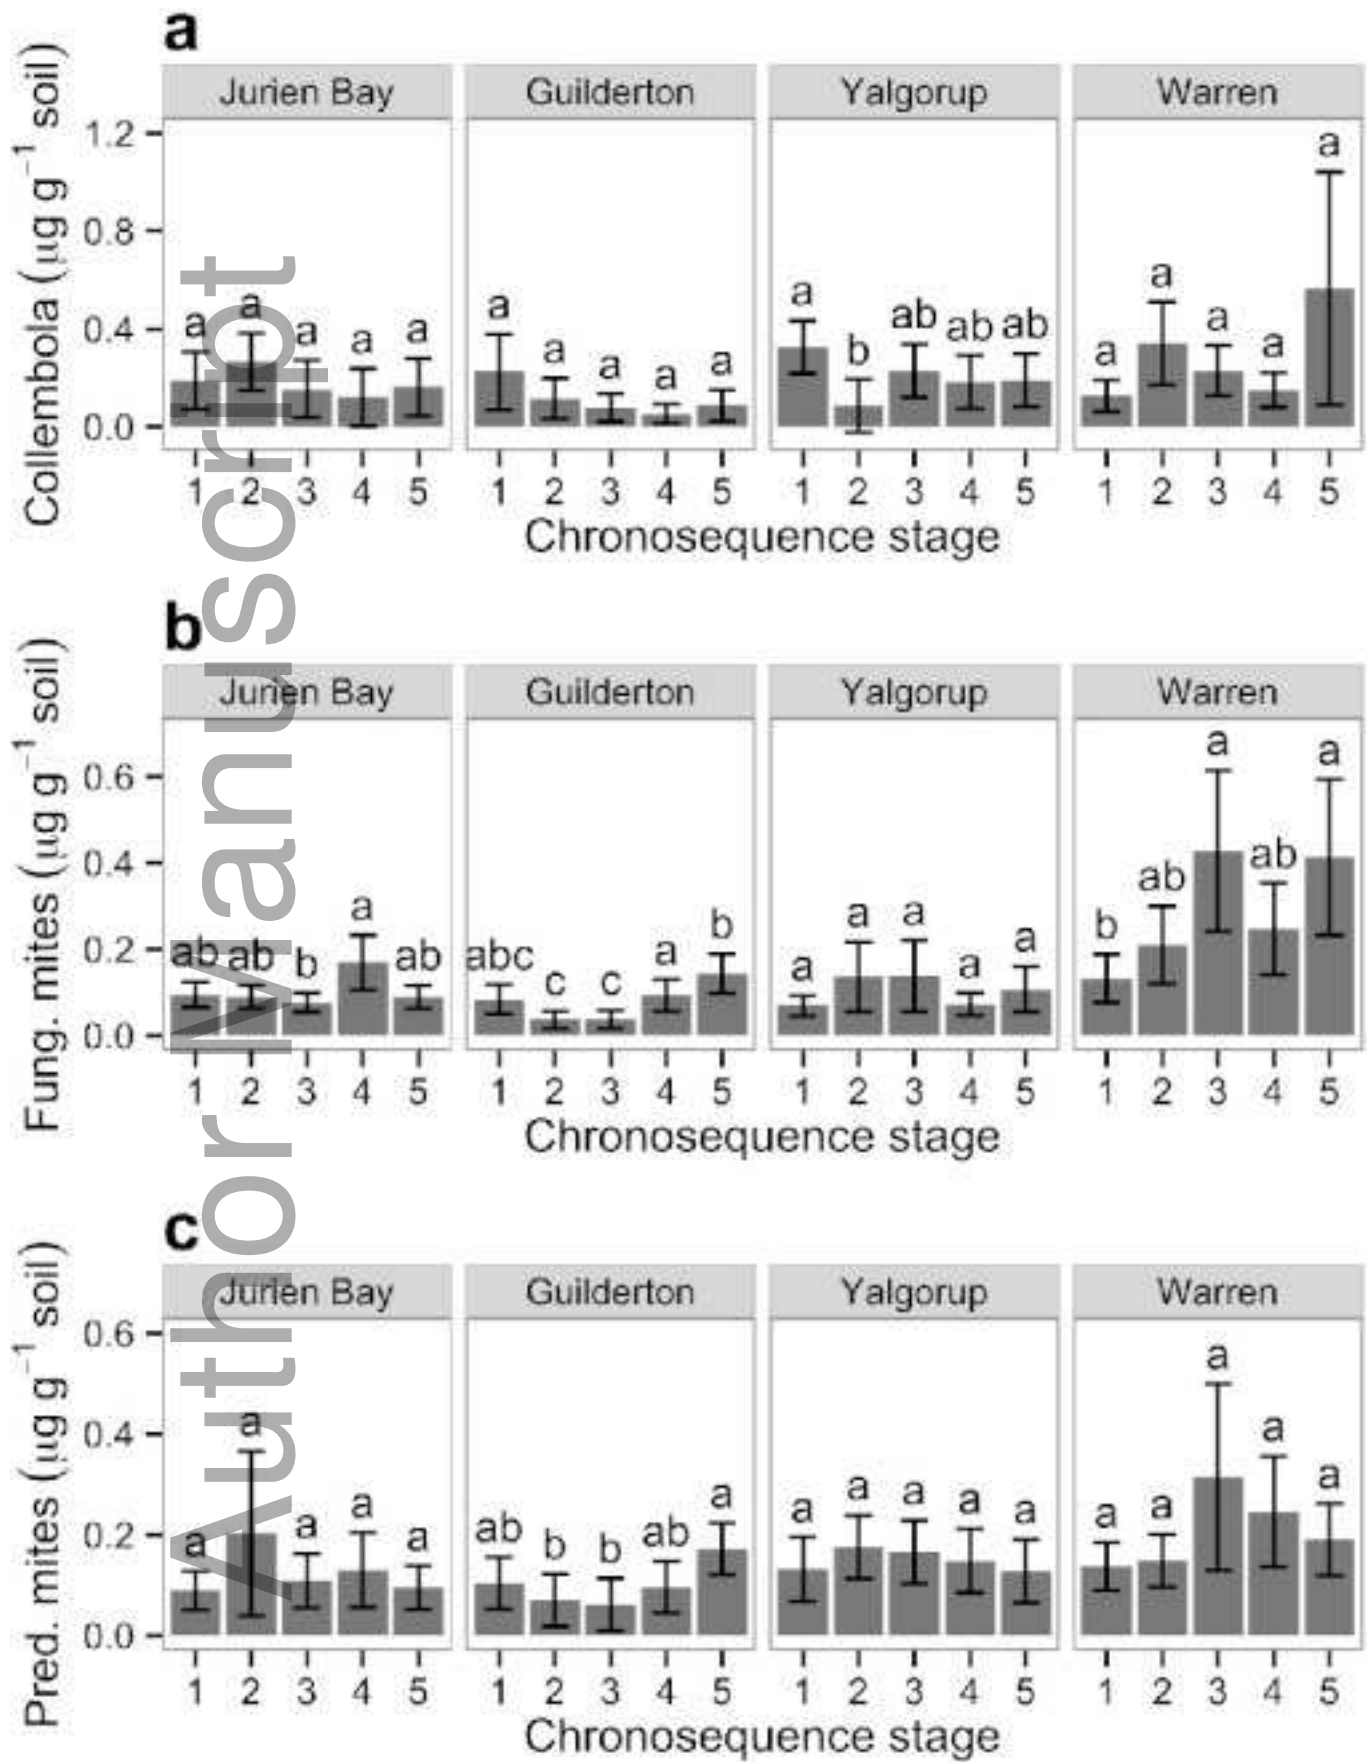 a
Jurien Bay Guilderton Yalgorup Warren
Collembola (µg g⁻¹ soil)
1.2
0.8
0.4
0.0
a a a a a
a a a a a
a b ab ab ab
a a a a a
1 2 3 4 5 1 2 3 4 5 1 2 3 4 5 1 2 3 4 5
Chronosequence stage
b
Jurien Bay Guilderton Yalgorup Warren
Fung. mites (µg g⁻¹ soil)
0.6
0.4
0.2
0.0
ab ab b a ab
abc c c a b
a a a a a
b ab a ab a
1 2 3 4 5 1 2 3 4 5 1 2 3 4 5 1 2 3 4 5
Chronosequence stage
c
Jurien Bay Guilderton Yalgorup Warren
Pred. mites (µg g⁻¹ soil)
0.6
0.4
0.2
0.0
a a a a a
ab b b ab a
a a a a a
a a a a a
1 2 3 4 5 1 2 3 4 5 1 2 3 4 5 1 2 3 4 5
Chronosequence stage
Author Manuscript